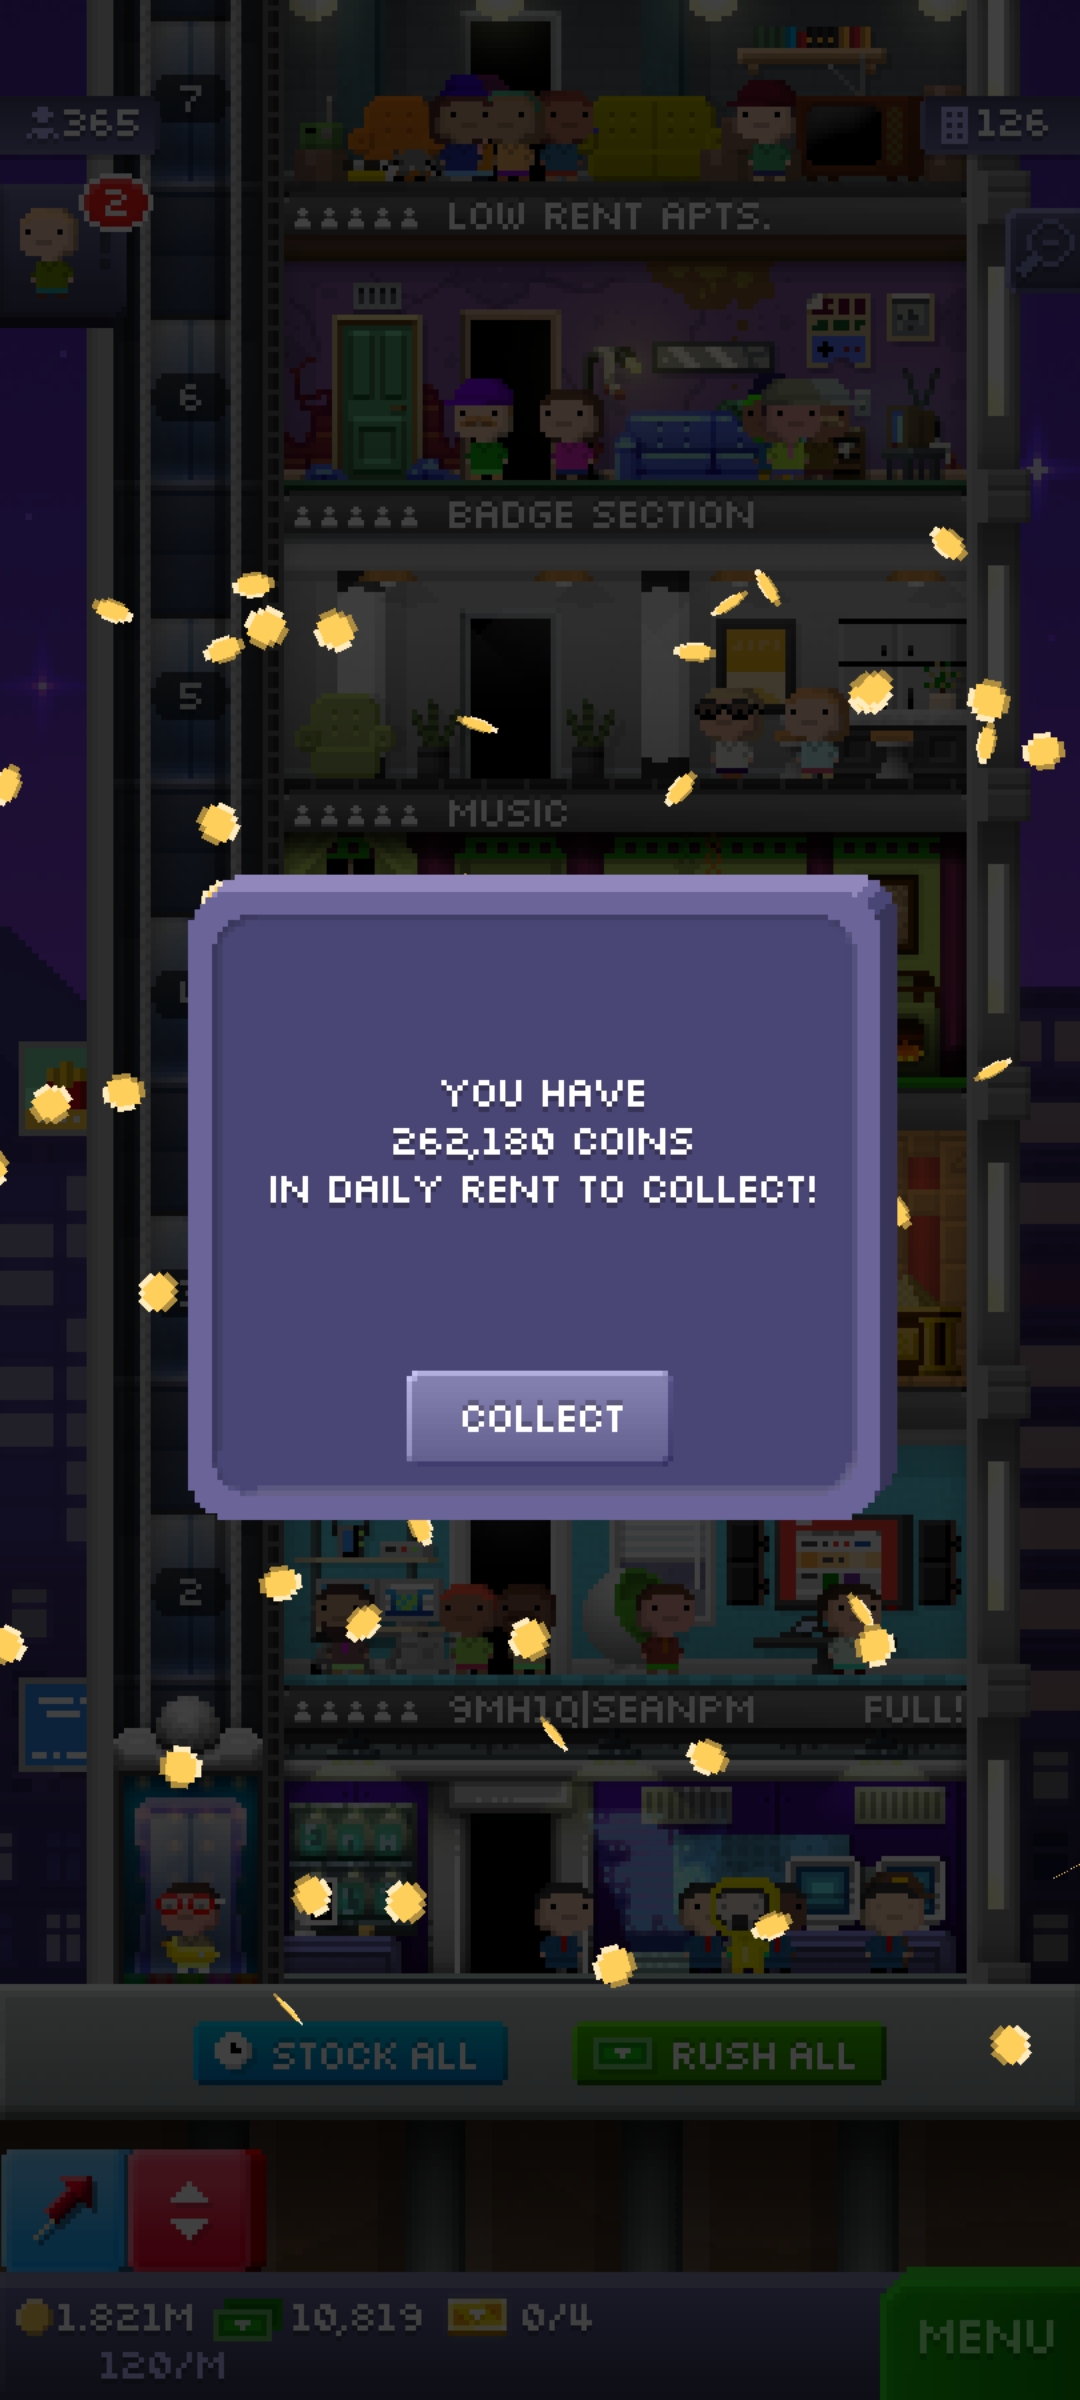 7
365
126
2
LOW RENT APTS.
6
BADGE SECTION
5
MUSIC
YOU HAVE
262,180 COINS
IN DAILY RENT TO COLLECT!
COLLECT
2
9MH1O|SEANPM FULL!
STOCK ALL
RUSH ALL
1.821M 10,819 0/4
120/M
MENU